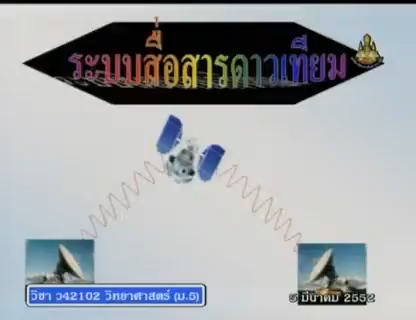 ระบบสื่อสารดาวเทียม
วิชา ว42102 วิทยาศาสตร์ (ม.5)
5 มีนาคม 2552